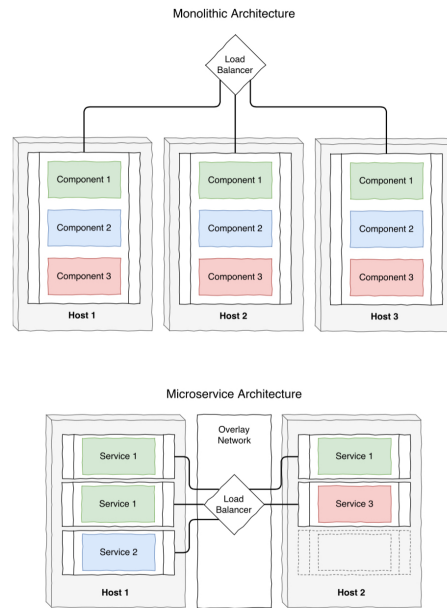 Monolithic Architecture
Load
Balancer
Component 1
Component 1
Component 1
Component 2
Component 2
Component 2
Component 3
Component 3
Component 3
Host 1
Host 2
Host 3
Microservice Architecture
Overlay
Network
Service 1
Service 1
Service 1
Load
Balancer
Service 3
Service 2
Host 1
Host 2